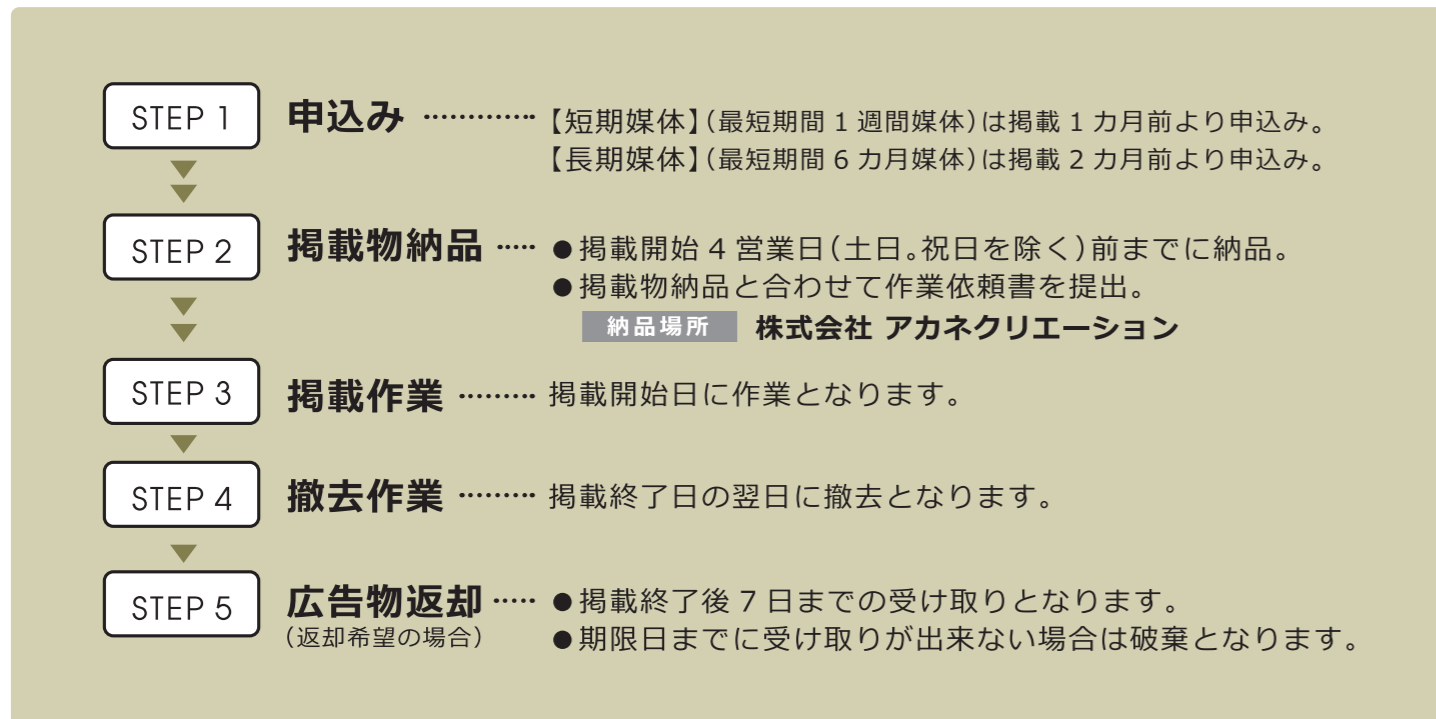 STEP 1 申込み ………… 【短期媒体】(最短期間 1 週間媒体)は掲載 1 カ月前より申込み。
【長期媒体】(最短期間 6 カ月媒体)は掲載 2 カ月前より申込み。
STEP 2 掲載物納品 …… ●掲載開始 4 営業日(土日。祝日を除く)前までに納品。
●掲載物納品と合わせて作業依頼書を提出。
納品場所 株式会社 アカネクリエーション
STEP 3 掲載作業 ……… 掲載開始日に作業となります。
STEP 4 撤去作業 ……… 掲載終了日の翌日に撤去となります。
STEP 5 広告物返却 …… ●掲載終了後 7 日までの受け取りとなります。
(返却希望の場合) ●期限日までに受け取りが出来ない場合は破棄となります。